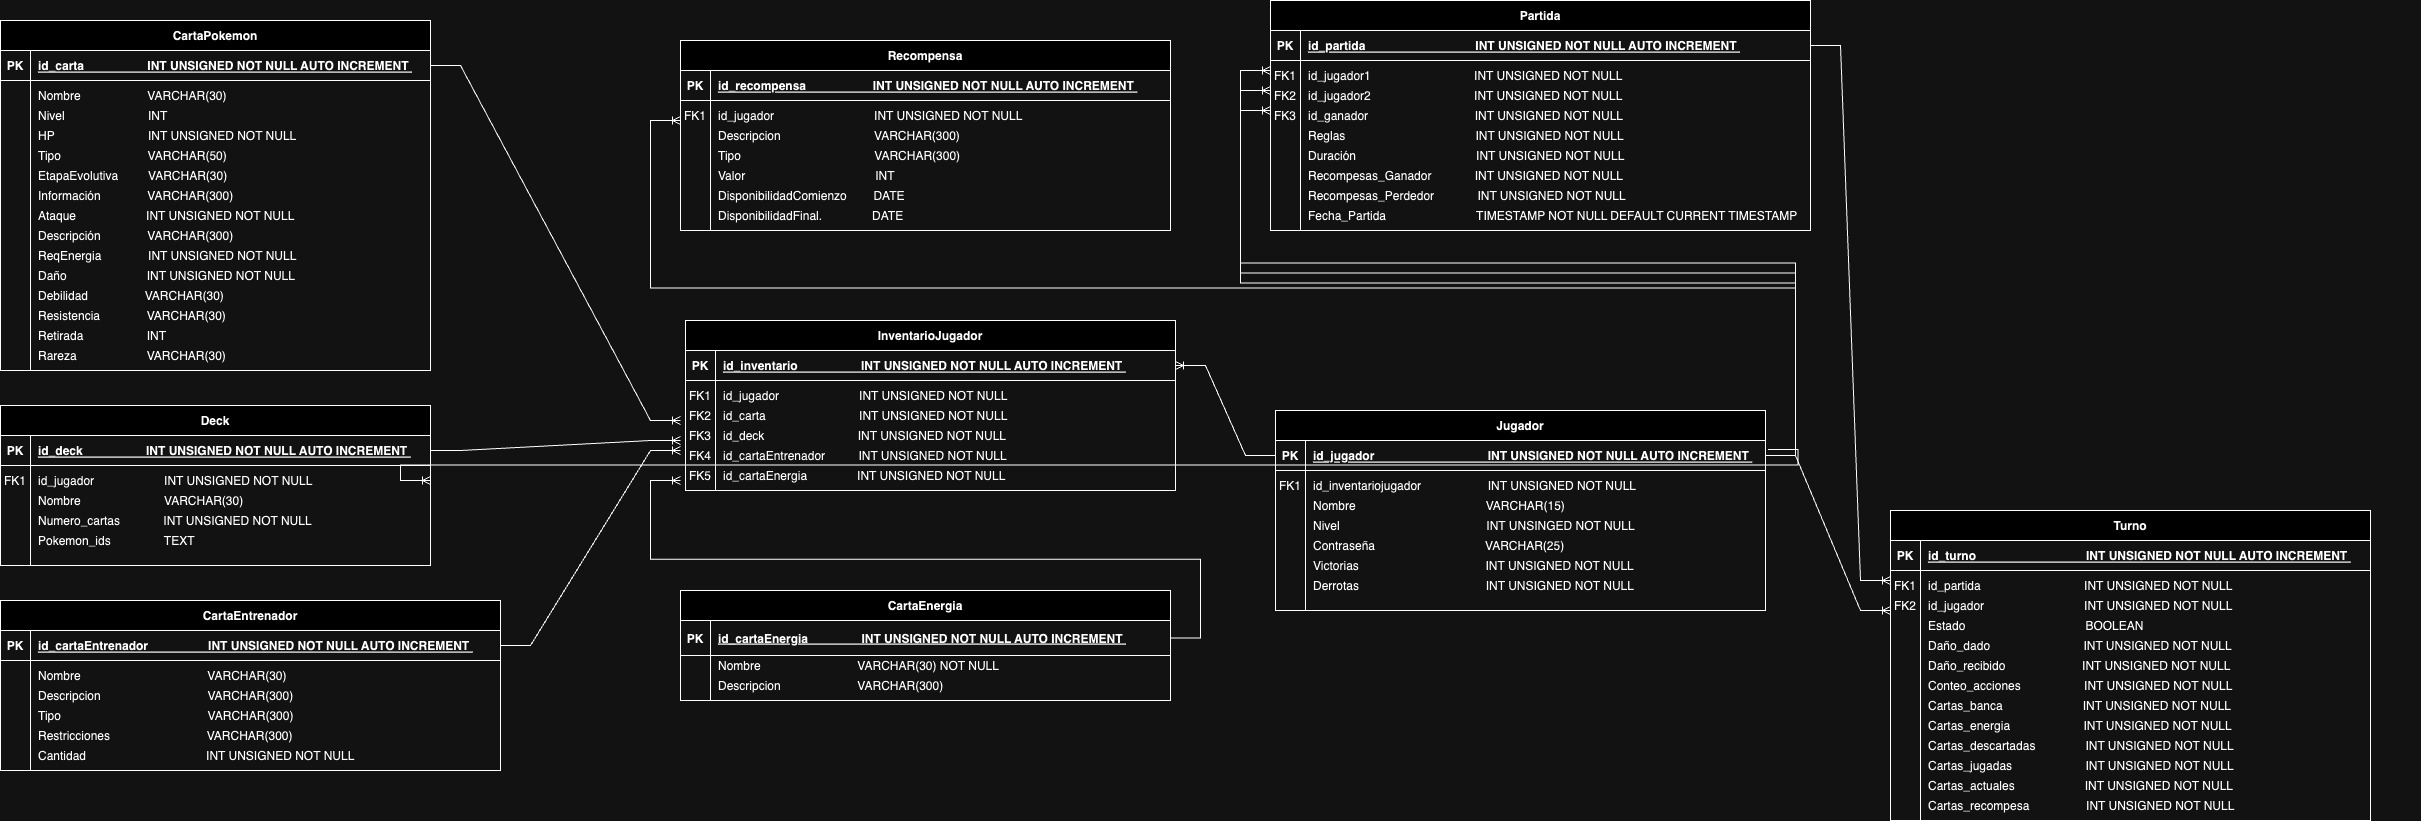 CartaPokemon
PK id_carta INT UNSIGNED NOT NULL AUTO INCREMENT
Nombre VARCHAR(30)
Nivel INT
HP INT UNSIGNED NOT NULL
Tipo VARCHAR(50)
EtapaEvolutiva VARCHAR(30)
Información VARCHAR(300)
Ataque INT UNSIGNED NOT NULL
Descripción VARCHAR(300)
ReqEnergia INT UNSIGNED NOT NULL
Daño INT UNSIGNED NOT NULL
Debilidad VARCHAR(30)
Resistencia VARCHAR(30)
Retirada INT
Rareza VARCHAR(30)
Deck
PK id_deck INT UNSIGNED NOT NULL AUTO INCREMENT
FK1 id_jugador INT UNSIGNED NOT NULL
Nombre VARCHAR(30)
Numero_cartas INT UNSIGNED NOT NULL
Pokemon_ids TEXT
CartaEntrenador
PK id_cartaEntrenador INT UNSIGNED NOT NULL AUTO INCREMENT
Nombre VARCHAR(30)
Descripcion VARCHAR(300)
Tipo VARCHAR(300)
Restricciones VARCHAR(300)
Cantidad INT UNSIGNED NOT NULL
Recompensa
PK id_recompensa INT UNSIGNED NOT NULL AUTO INCREMENT
FK1 id_jugador INT UNSIGNED NOT NULL
Descripcion VARCHAR(300)
Tipo VARCHAR(300)
Valor INT
DisponibilidadComienzo DATE
DisponibilidadFinal. DATE
InventarioJugador
PK id_inventario INT UNSIGNED NOT NULL AUTO INCREMENT
FK1 id_jugador INT UNSIGNED NOT NULL
FK2 id_carta INT UNSIGNED NOT NULL
FK3 id_deck INT UNSIGNED NOT NULL
FK4 id_cartaEntrenador INT UNSIGNED NOT NULL
FK5 id_cartaEnergia INT UNSIGNED NOT NULL
CartaEnergia
PK id_cartaEnergia INT UNSIGNED NOT NULL AUTO INCREMENT
Nombre VARCHAR(30) NOT NULL
Descripcion VARCHAR(300)
Partida
PK id_partida INT UNSIGNED NOT NULL AUTO INCREMENT
FK1 id_jugador1 INT UNSIGNED NOT NULL
FK2 id_jugador2 INT UNSIGNED NOT NULL
FK3 id_ganador INT UNSIGNED NOT NULL
Reglas INT UNSIGNED NOT NULL
Duración INT UNSIGNED NOT NULL
Recompesas_Ganador INT UNSIGNED NOT NULL
Recompesas_Perdedor INT UNSIGNED NOT NULL
Fecha_Partida TIMESTAMP NOT NULL DEFAULT CURRENT TIMESTAMP
Jugador
PK id_jugador INT UNSIGNED NOT NULL AUTO INCREMENT
FK1 id_inventariojugador INT UNSIGNED NOT NULL
Nombre VARCHAR(15)
Nivel INT UNSINGED NOT NULL
Contraseña VARCHAR(25)
Victorias INT UNSIGNED NOT NULL
Derrotas INT UNSIGNED NOT NULL
Turno
PK id_turno INT UNSIGNED NOT NULL AUTO INCREMENT
FK1 id_partida INT UNSIGNED NOT NULL
FK2 id_jugador INT UNSIGNED NOT NULL
Estado BOOLEAN
Daño_dado INT UNSIGNED NOT NULL
Daño_recibido INT UNSIGNED NOT NULL
Conteo_acciones INT UNSIGNED NOT NULL
Cartas_banca INT UNSIGNED NOT NULL
Cartas_energia INT UNSIGNED NOT NULL
Cartas_descartadas INT UNSIGNED NOT NULL
Cartas_jugadas INT UNSIGNED NOT NULL
Cartas_actuales INT UNSIGNED NOT NULL
Cartas_recompesa INT UNSIGNED NOT NULL